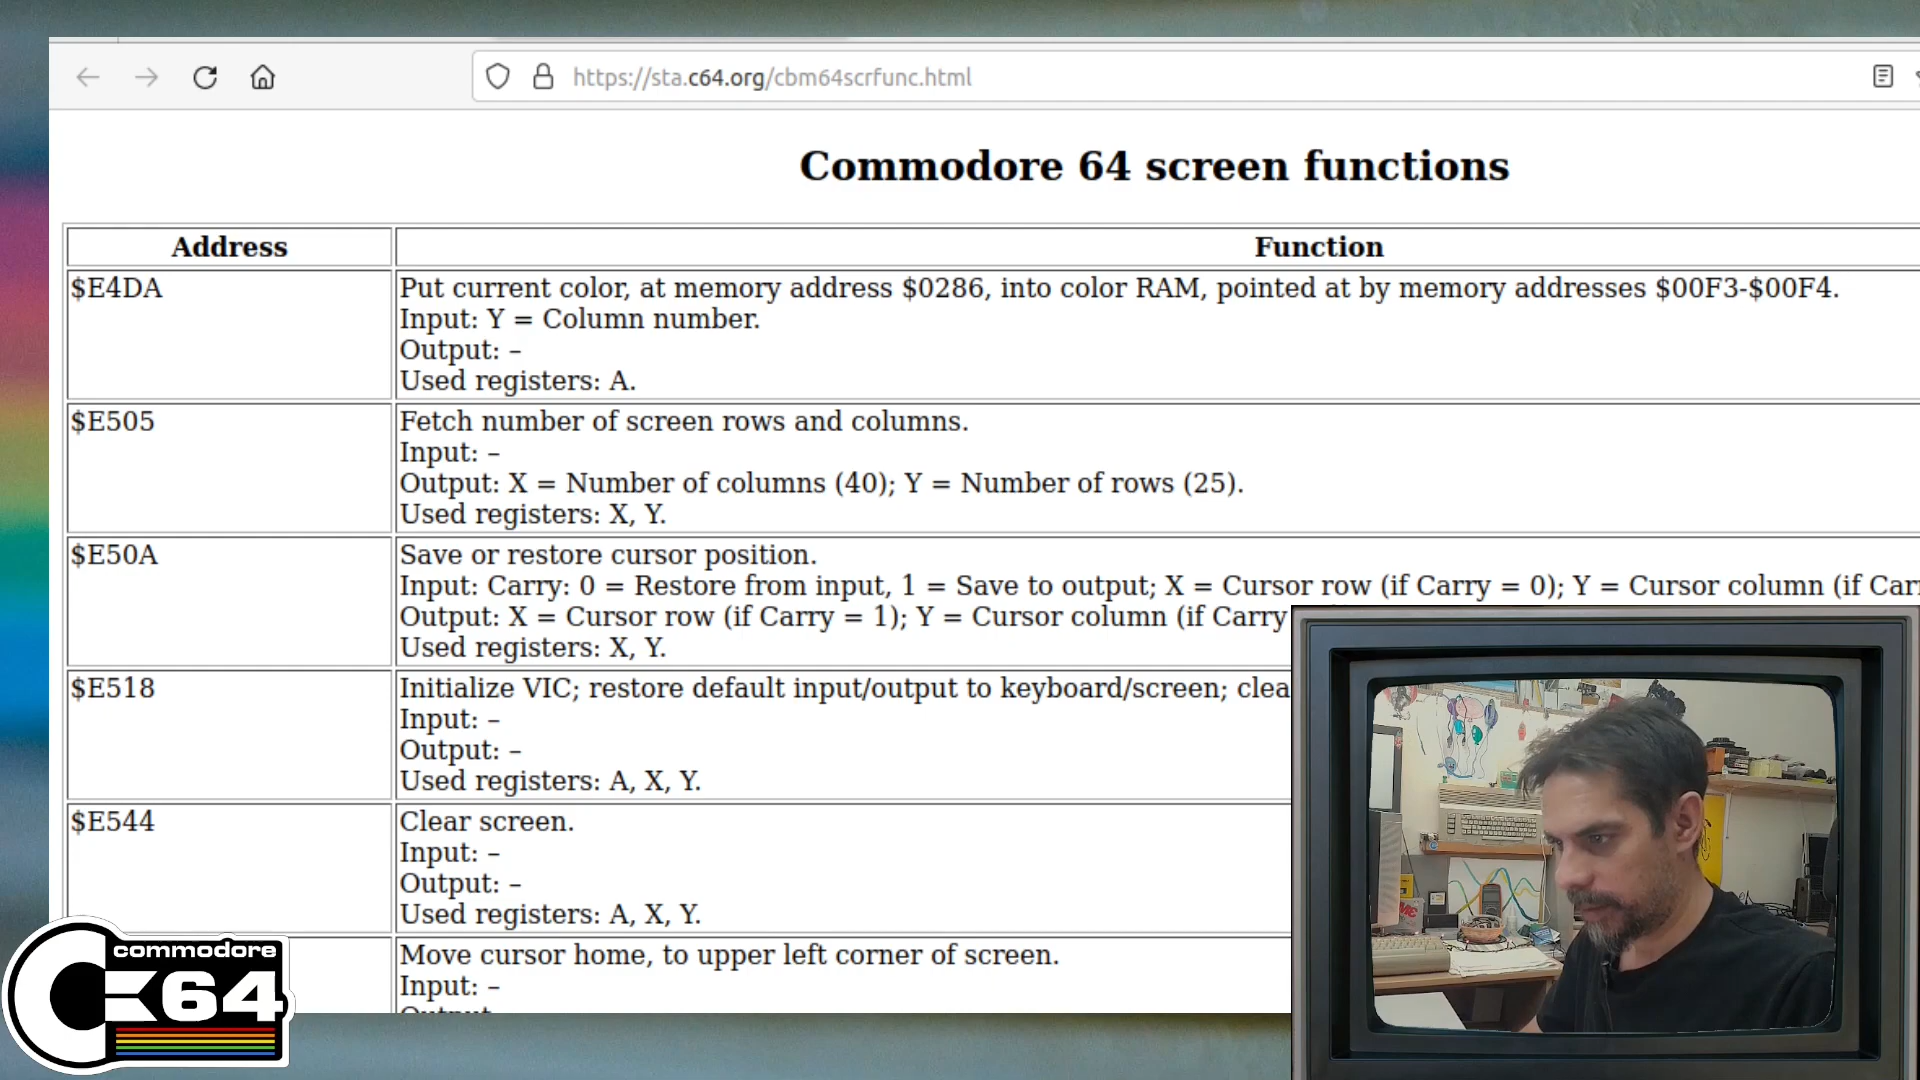 https://sta.c64.org/cbm64scrfunc.html
Commodore 64 screen functions
Address
Function
$E4DA
Put current color, at memory address $0286, into color RAM, pointed at by memory addresses $00F3-$00F4.
Input: Y = Column number.
Output: –
Used registers: A.
$E505
Fetch number of screen rows and columns.
Input: –
Output: X = Number of columns (40); Y = Number of rows (25).
Used registers: X, Y.
$E50A
Save or restore cursor position.
Input: Carry: 0 = Restore from input, 1 = Save to output; X = Cursor row (if Carry = 0); Y = Cursor column (if
Output: X = Cursor row (if Carry = 1); Y = Cursor column (if Carry
Used registers: X, Y.
$E518
Initialize VIC; restore default input/output to keyboard/screen;
Input: –
Output: –
Used registers: A, X, Y.
$E544
Clear screen.
Input: –
Output: –
Used registers: A, X, Y.
Move cursor home, to upper left corner of screen.
Input: –
commodore
64